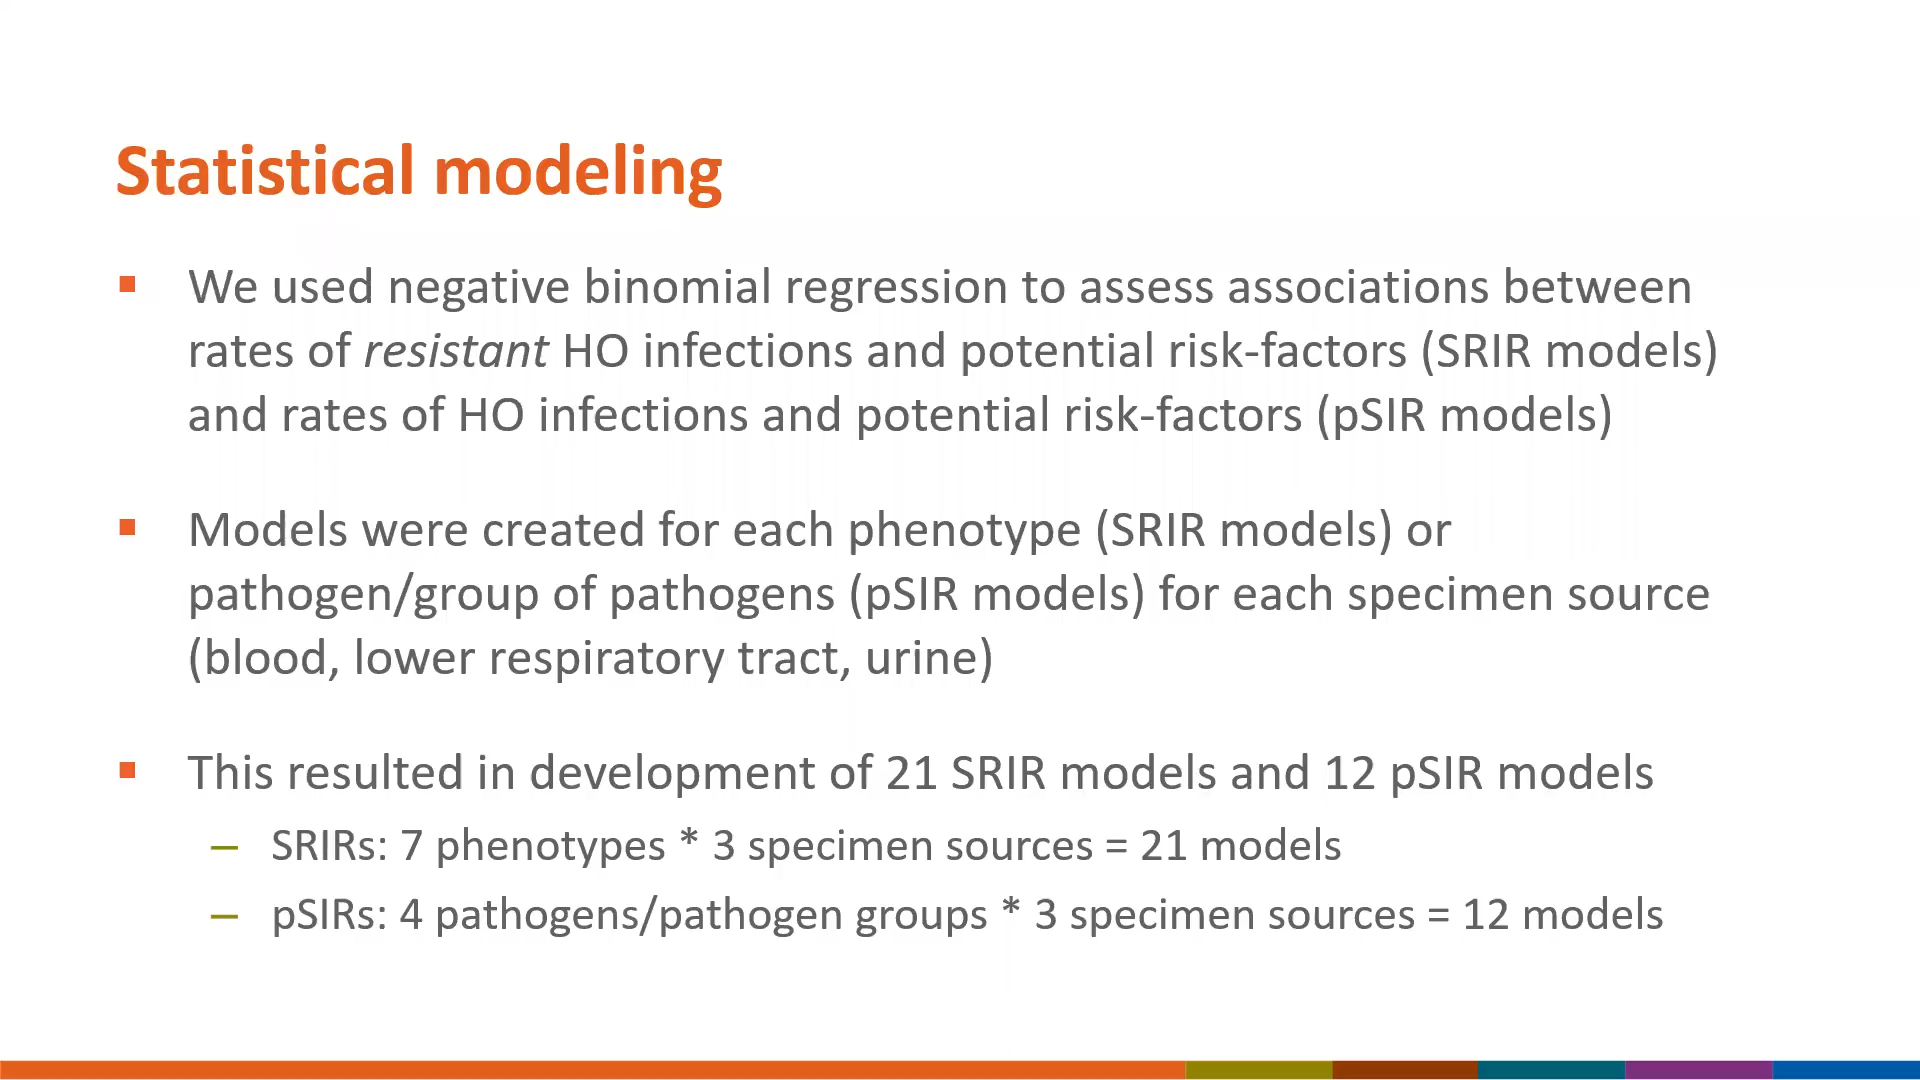 Statistical modeling
▪ We used negative binomial regression to assess associations between
rates of resistant HO infections and potential risk-factors (SRIR models)
and rates of HO infections and potential risk-factors (pSIR models)
▪ Models were created for each phenotype (SRIR models) or
pathogen/group of pathogens (pSIR models) for each specimen source
(blood, lower respiratory tract, urine)
▪ This resulted in development of 21 SRIR models and 12 pSIR models
– SRIRs: 7 phenotypes * 3 specimen sources = 21 models
– pSIRs: 4 pathogens/pathogen groups * 3 specimen sources = 12 models